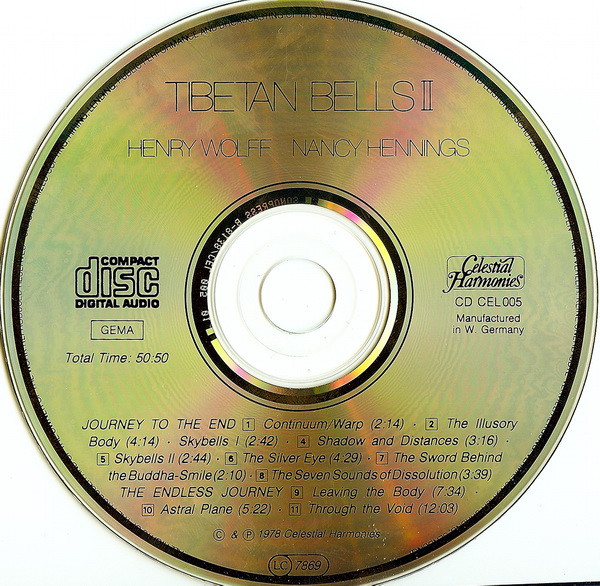 TIBETAN BELLS II
HENRY WOLFF NANCY HENNINGS
COMPACT
disc
DIGITAL AUDIO
GEMA
Total Time: 50:50
Celestial
Harmonies
CD CEL 005
Manufactured
in W. Germany
JOURNEY TO THE END 1 Continuum/Warp (2:14) · 2 The Illusory
Body (4:14) · Skybells I (2.42) · 4 Shadow and Distances (3:16) ·
5 Skybells II (2:44) · 6 The Silver Eye (4.29) · 7 The Sword Behind
the Buddha-Smile (2:10) · 8 The Seven Sounds of Dissolution (3:39)
THE ENDLESS JOURNEY 9 Leaving the Body (7:34) ·
10 Astral Plane (5:22) · 11 Through the Void (12:03)
© & ℗ 1978 Celestial Harmonies
LC 7869